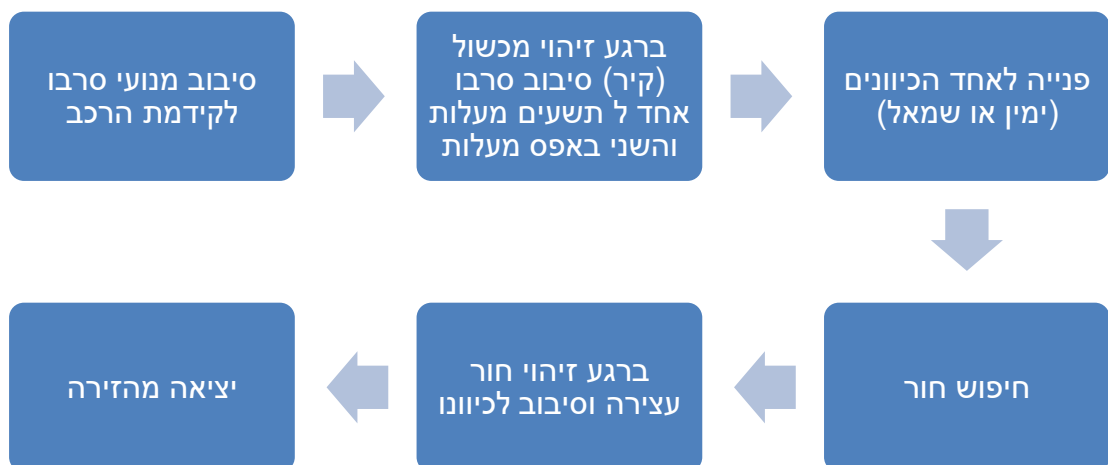 סיבוב מנועי סרבו
לקידמת הרכב
ברגע זיהוי מכשול
(קיר) סיבוב סרבו
אחד ל תשעים מעלות
והשני באפס מעלות
פנייה לאחד הכיוונים
(ימין או שמאל)
חיפוש חור
ברגע זיהוי חור
עצירה וסיבוב לכיוונו
יציאה מהזירה